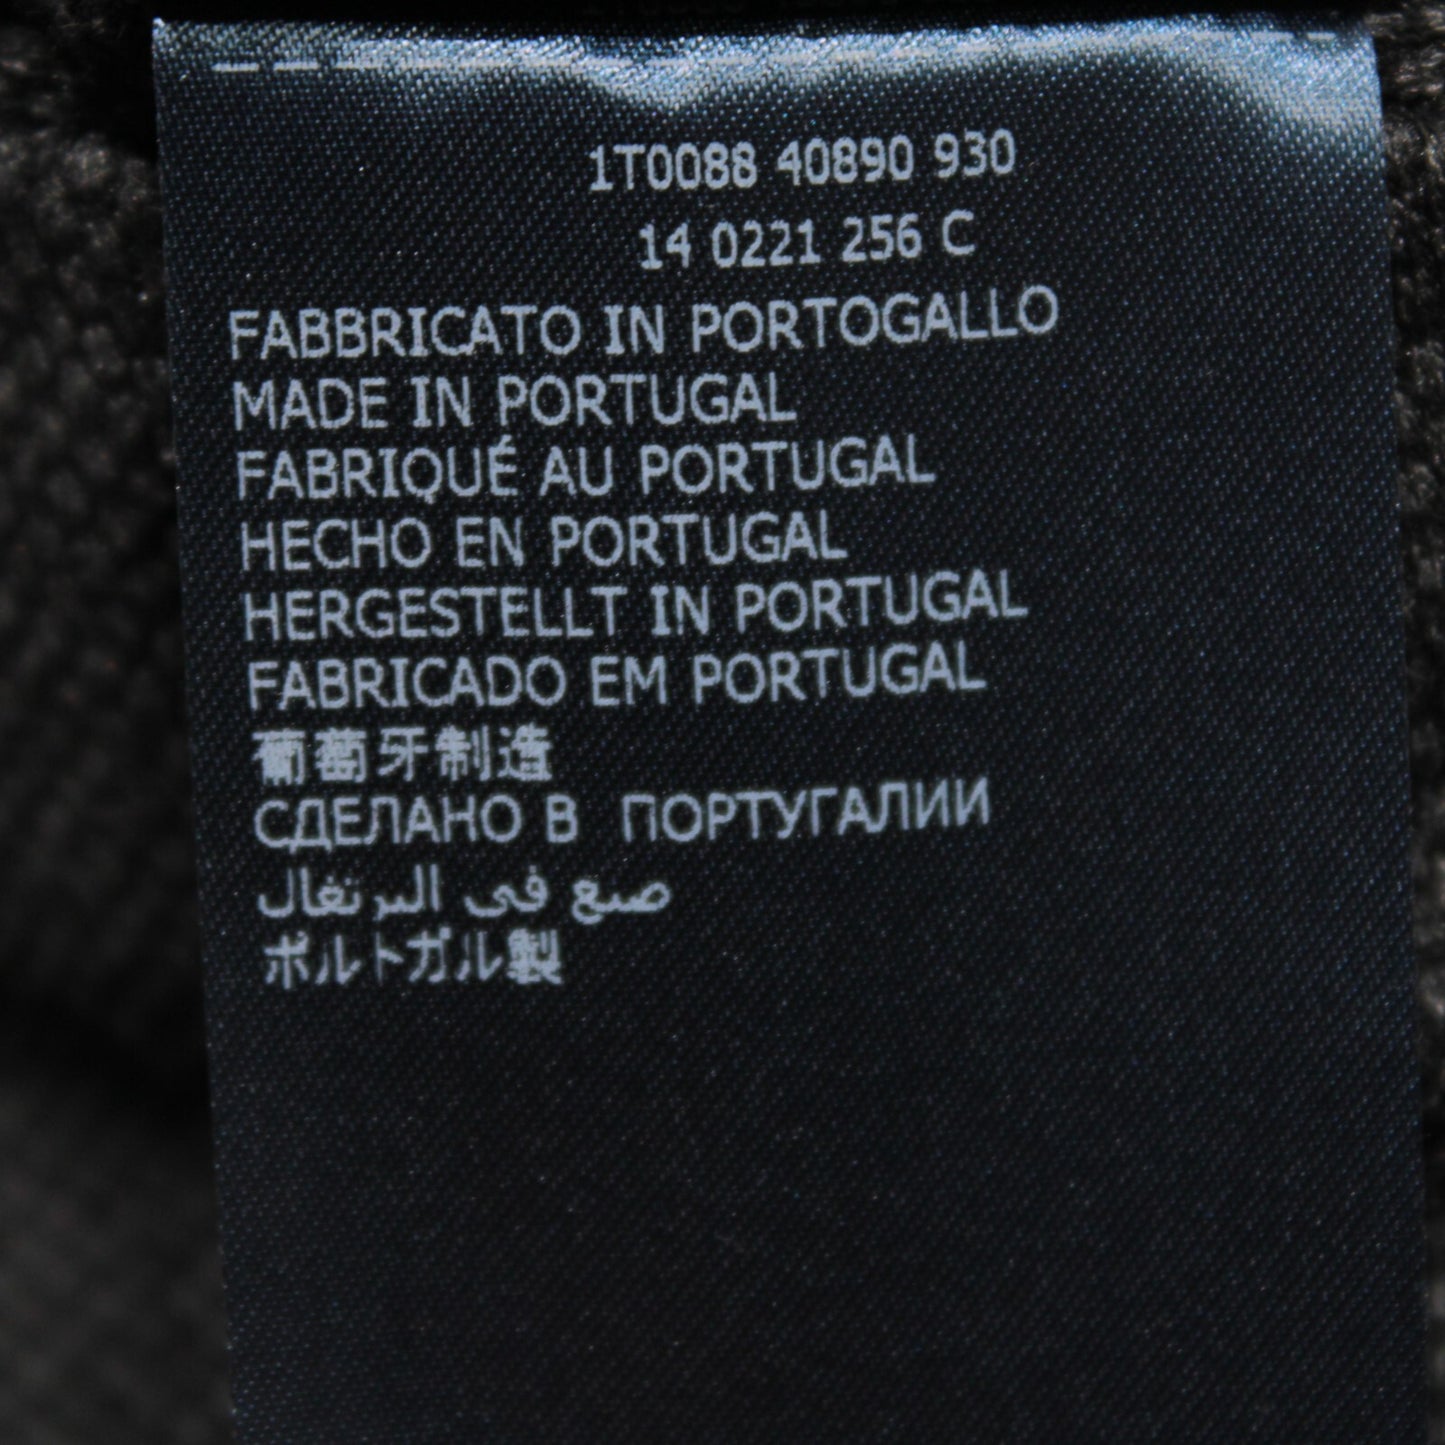 1T0088 40890 930
14 0221 256 C
FABBRICATO IN PORTOGALLO
MADE IN PORTUGAL
FABRIQUÉ AU PORTUGAL
HECHO EN PORTUGAL
HERGESTELLT IN PORTUGAL
FABRICADO EM PORTUGAL
葡萄牙制造
СДЕЛАНО В ПОРТУГАЛИИ
صنع في البرتغال
ポルトガル製